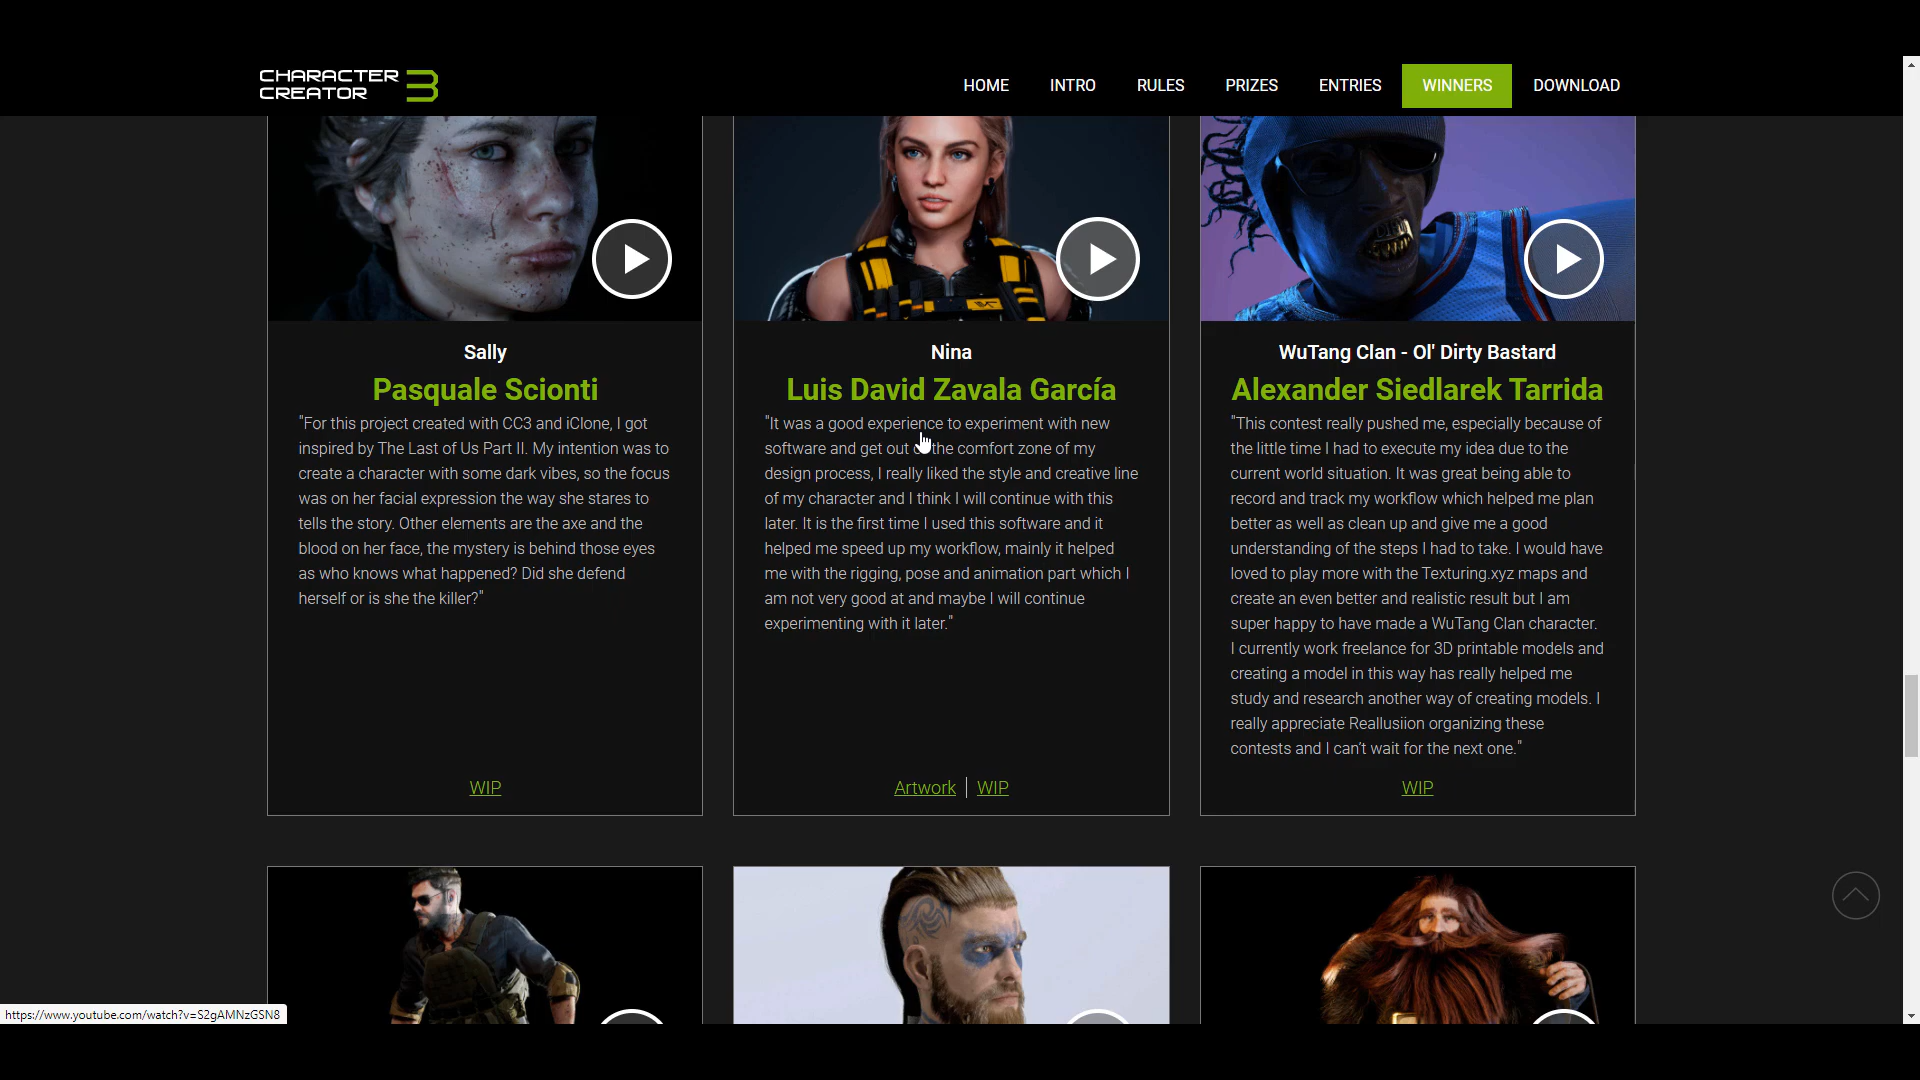 CHARACTER
CREATOR 3
HOME INTRO RULES PRIZES ENTRIES WINNERS DOWNLOAD
Sally
Pasquale Scionti
"For this project created with CC3 and iClone, I got
inspired by The Last of Us Part II. My intention was to
create a character with some dark vibes, so the focus
was on her facial expression the way she stares to
tells the story. Other elements are the axe and the
blood on her face, the mystery is behind those eyes
as who knows what happened? Did she defend
herself or is she the killer?"
WIP
Nina
Luis David Zavala García
"It was a good experience to experiment with new
software and get out of the comfort zone of my
design process, I really liked the style and creative line
of my character and I think I will continue with this
later. It is the first time I used this software and it
helped me speed up my workflow, mainly it helped
me with the rigging, pose and animation part which I
am not very good at and maybe I will continue
experimenting with it later."
Artwork | WIP
WuTang Clan - Ol' Dirty Bastard
Alexander Siedlarek Tarrida
"This contest really pushed me, especially because of
the little time I had to execute my idea due to the
current world situation. It was great being able to
record and track my workflow which helped me plan
better as well as clean up and give me a good
understanding of the steps I had to take. I would have
loved to play more with the Texturing.xyz maps and
create an even better and realistic result but I am
super happy to have made a WuTang Clan character.
I currently work freelance for 3D printable models and
creating a model in this way has really helped me
study and research another way of creating models. I
really appreciate Reallusiion organizing these
contests and I can't wait for the next one."
WIP
https://www.youtube.com/watch?v=S2gAMNzGSN8